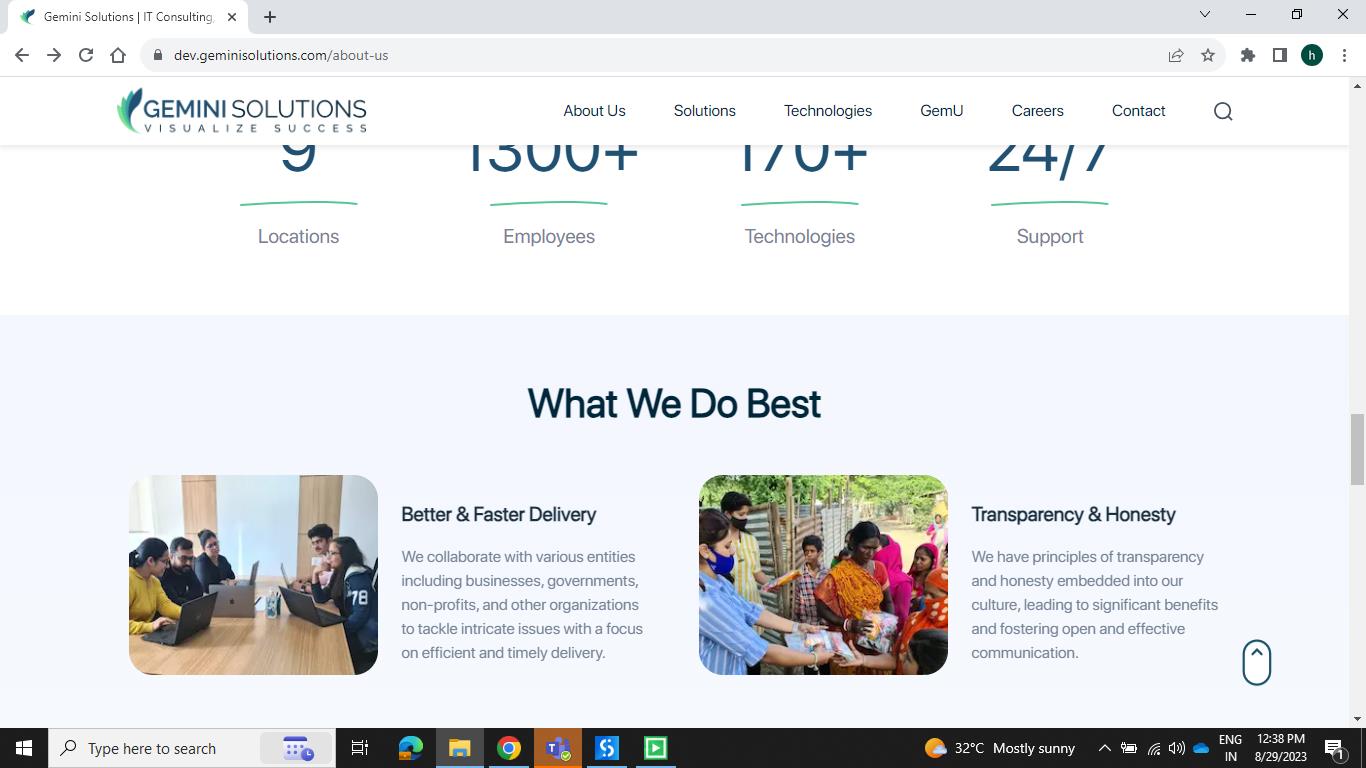 Gemini Solutions | IT Consulting,
dev.geminisolutions.com/about-us
h
GEMINI SOLUTIONS
VISUALIZE SUCCESS
About Us
Solutions
Technologies
GemU
Careers
Contact
9
1300+
170+
24/7
Locations
Employees
Technologies
Support
What We Do Best
Better & Faster Delivery
We collaborate with various entities
including businesses, governments,
non-profits, and other organizations
to tackle intricate issues with a focus
on efficient and timely delivery.
78
Transparency & Honesty
We have principles of transparency
and honesty embedded into our
culture, leading to significant benefits
and fostering open and effective
communication.
Type here to search
32°C Mostly sunny
ENG
IN
12:38 PM
8/29/2023
1